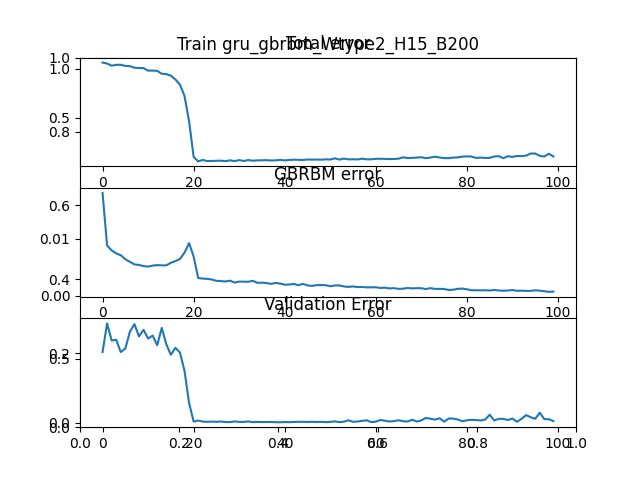 Train gru_gbrbm_Wtype2_H15_B200
Total error
1.0
1.0
0.5
0.8
0 20 40 60 80 100
GBRBM error
0.6
0.01
0.4
0.00
0 20 40 60 80 100
Validation Error
0.2
0.5
0.0
0.0
0 20 40 60 80 100
0.0 0.2 0.4 0.6 0.8 1.0